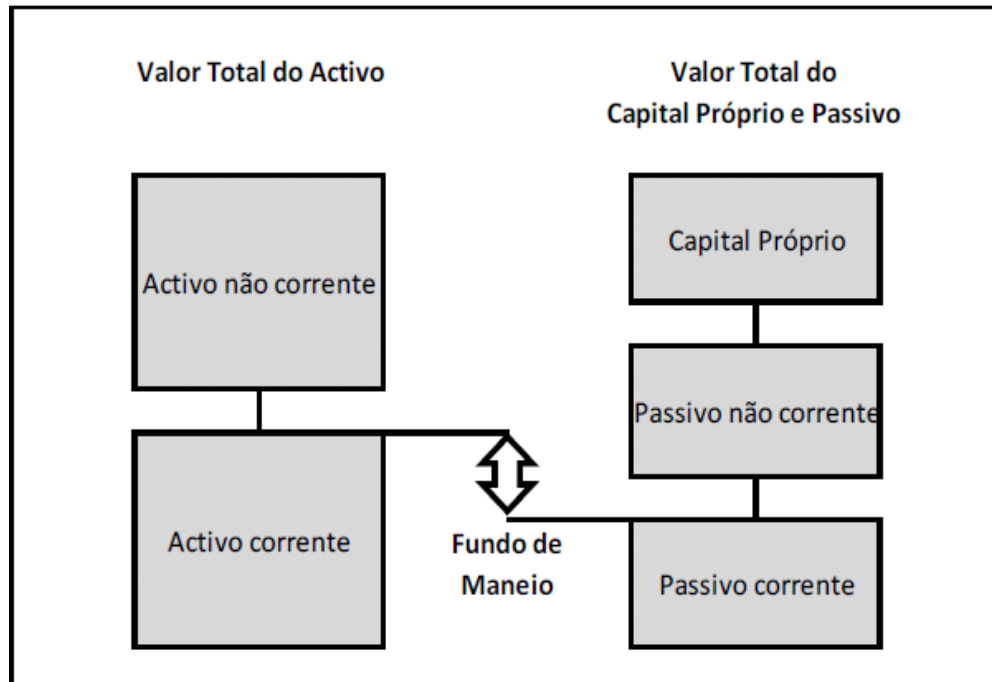 Valor Total do Activo
Valor Total do
Capital Próprio e Passivo
Activo não corrente
Capital Próprio
Passivo não corrente
Activo corrente
Fundo de
Maneio
Passivo corrente